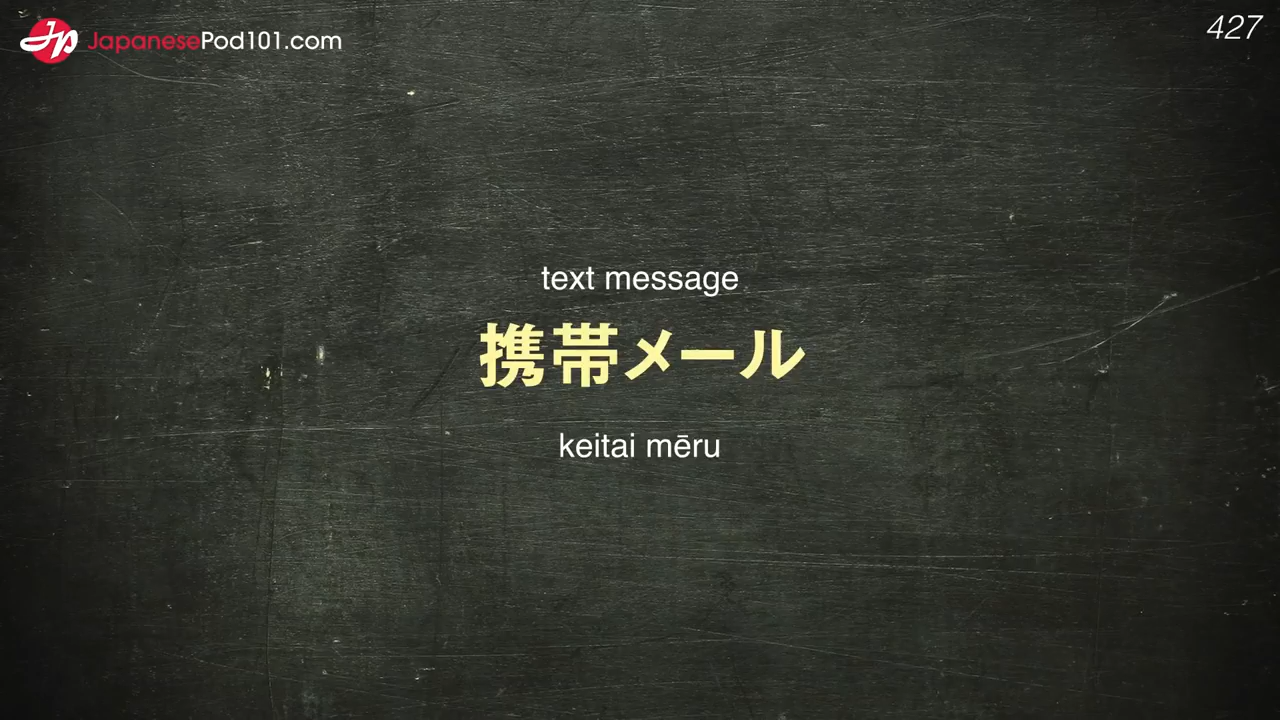 JapanesePod101.com
427
text message
携帯メール
keitai mēru